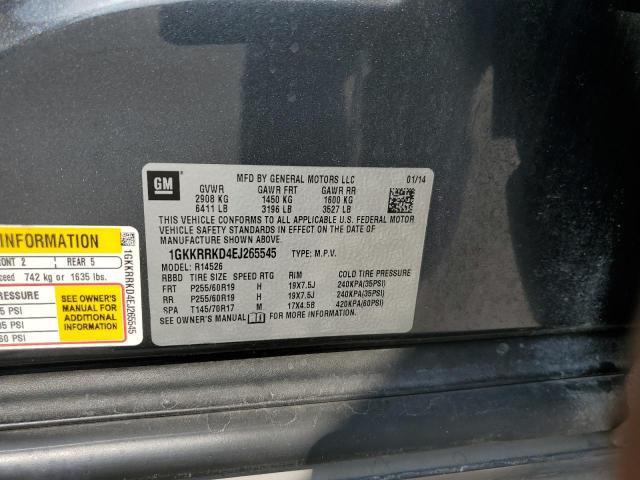 GM
MFD BY GENERAL MOTORS LLC 01/14
GVWR GAWR FRT GAWR RR
2908 KG 1450 KG 1600 KG
6411 LB 3196 LB 3527 LB
THIS VEHICLE CONFORMS TO ALL APPLICABLE U.S. FEDERAL MOTOR
VEHICLE SAFETY STANDARDS IN EFFECT ON THE DATE OF
MANUFACTURE SHOWN ABOVE.
1GKKRRKD4EJ265545 TYPE: M.P.V.
MODEL: R14526
RBBD TIRE SIZE SPEED RTG RIM COLD TIRE PRESSURE
FRT P255/60R19 H 19X7.5J 240KPA(35PSI)
RR P255/60R19 H 19X7.5J 240KPA(35PSI)
SPA T145/70R17 M 17X4.5B 420KPA(60PSI)
SEE OWNER'S MANUAL FOR MORE INFORMATION.
INFORMATION
2 REAR 5
742 kg or 1635 lbs.
PRESSURE
PSI
PSI
60 PSI
SEE OWNER'S
MANUAL FOR
ADDITIONAL
INFORMATION
1GKKRRKD4EJ265545